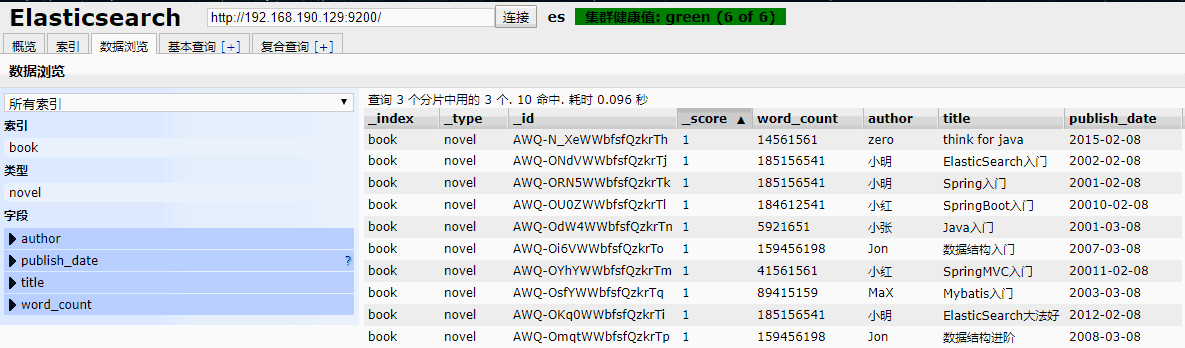 Elasticsearch http://192.168.190.129:9200/ 连接 es 集群健康值: green (6 of 6)
概览 索引 数据浏览 基本查询 [+] 复合查询 [+]
数据浏览
所有索引
索引
book
类型
novel
字段
author
publish_date ?
title
word_count
查询 3 个分片中用的 3 个. 10 命中. 耗时 0.096 秒
_index _type _id _score word_count author title publish_date
book novel AWQ-N_XeWWbfsfQzkrTh 1 14561561 zero think for java 2015-02-08
book novel AWQ-ONdVWWbfsfQzkrTj 1 185156541 小明 ElasticSearch入门 2002-02-08
book novel AWQ-ORN5WWbfsfQzkrTk 1 185156541 小明 Spring入门 2001-02-08
book novel AWQ-OU0ZWWbfsfQzkrTl 1 184612541 小红 SpringBoot入门 20010-02-08
book novel AWQ-OdW4WWbfsfQzkrTn 1 5921651 小张 Java入门 2001-03-08
book novel AWQ-Oi6VWWbfsfQzkrTo 1 159456198 Jon 数据结构入门 2007-03-08
book novel AWQ-OYhYWWbfsfQzkrTm 1 41561561 小红 SpringMVC入门 20011-02-08
book novel AWQ-OsfYWWbfsfQzkrTq 1 89415159 MaX Mybatis入门 2003-03-08
book novel AWQ-OKq0WWbfsfQzkrTi 1 185156541 小明 ElasticSearch大法好 2012-02-08
book novel AWQ-OmqtWWbfsfQzkrTp 1 159456198 Jon 数据结构进阶 2008-03-08